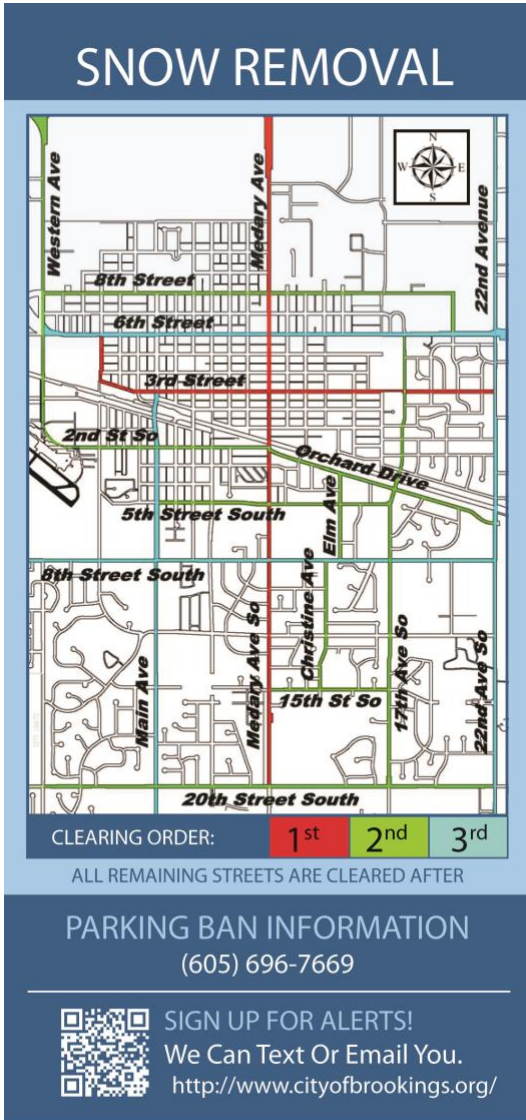 SNOW REMOVAL
N
W E
S
Western Ave
Medary Ave
22nd Avenue
8th Street
6th Street
3rd Street
2nd St So
Orchard Drive
5th Street South
Elm Ave
8th Street South
Christine Ave
Main Ave
Medary Ave So
15th St So
17th Ave So
22nd Ave So
20th Street South
CLEARING ORDER: 1st 2nd 3rd
ALL REMAINING STREETS ARE CLEARED AFTER
PARKING BAN INFORMATION
(605) 696-7669
SIGN UP FOR ALERTS!
We Can Text Or Email You.
http://www.cityofbrookings.org/